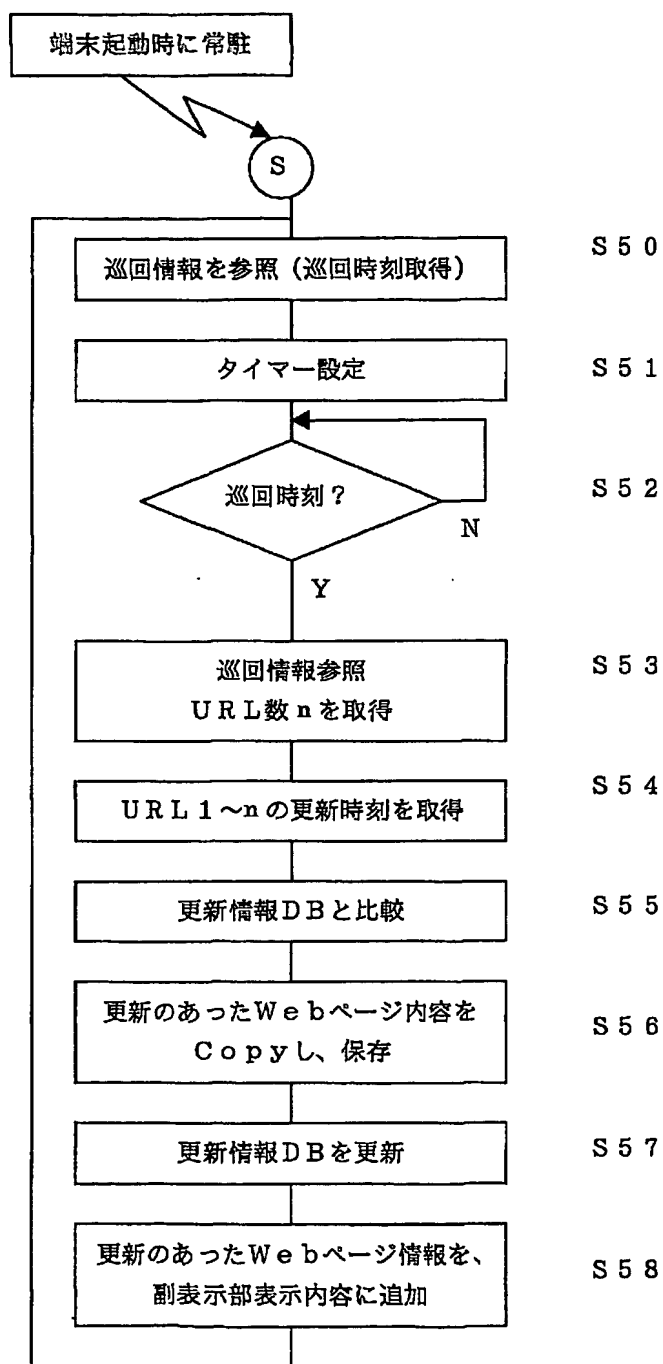 端末起動時に常駐
S
巡回情報を参照（巡回時刻取得）
S50
タイマー設定
S51
巡回時刻？
S52
N
Y
巡回情報参照
URL数nを取得
S53
URL1～nの更新時刻を取得
S54
更新情報DBと比較
S55
更新のあったWebページ内容を
Copyし、保存
S56
更新情報DBを更新
S57
更新のあったWebページ情報を、
副表示部表示内容に追加
S58